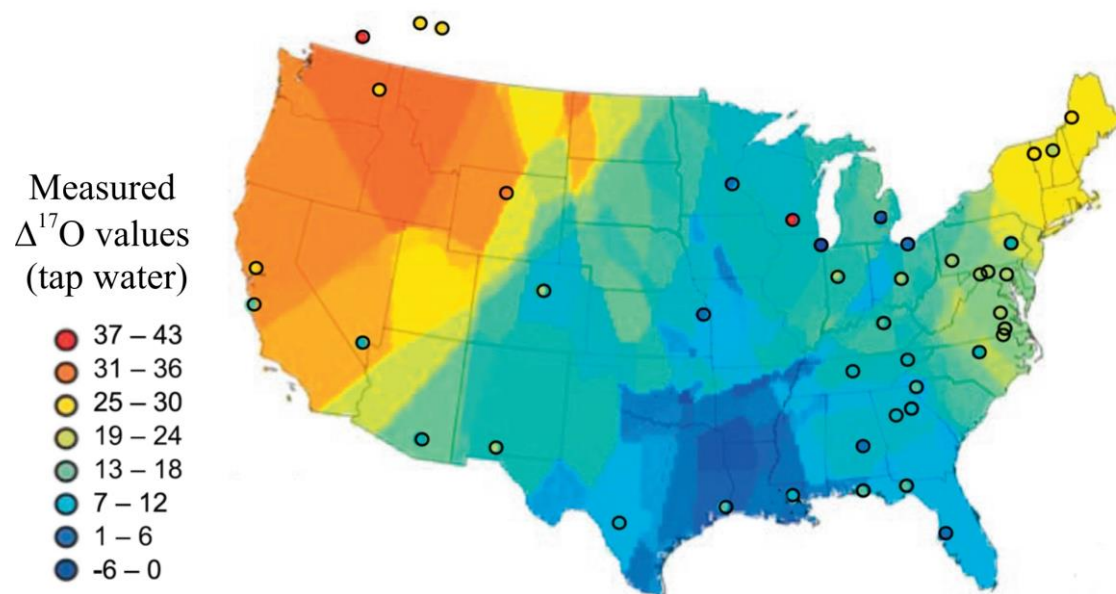 Measured
Δ¹⁷O values
(tap water)
37 – 43
31 – 36
25 – 30
19 – 24
13 – 18
7 – 12
1 – 6
-6 – 0